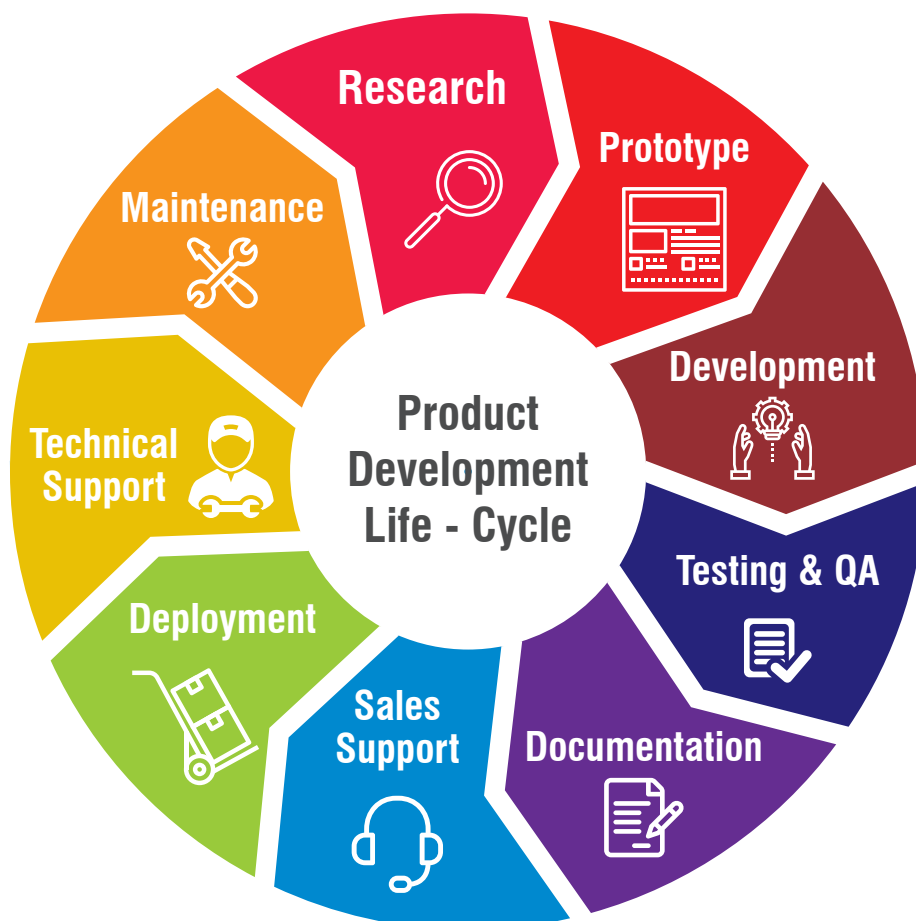 Research
Prototype
Development
Testing & QA
Documentation
Sales
Support
Deployment
Technical
Support
Maintenance
Product
Development
Life - Cycle